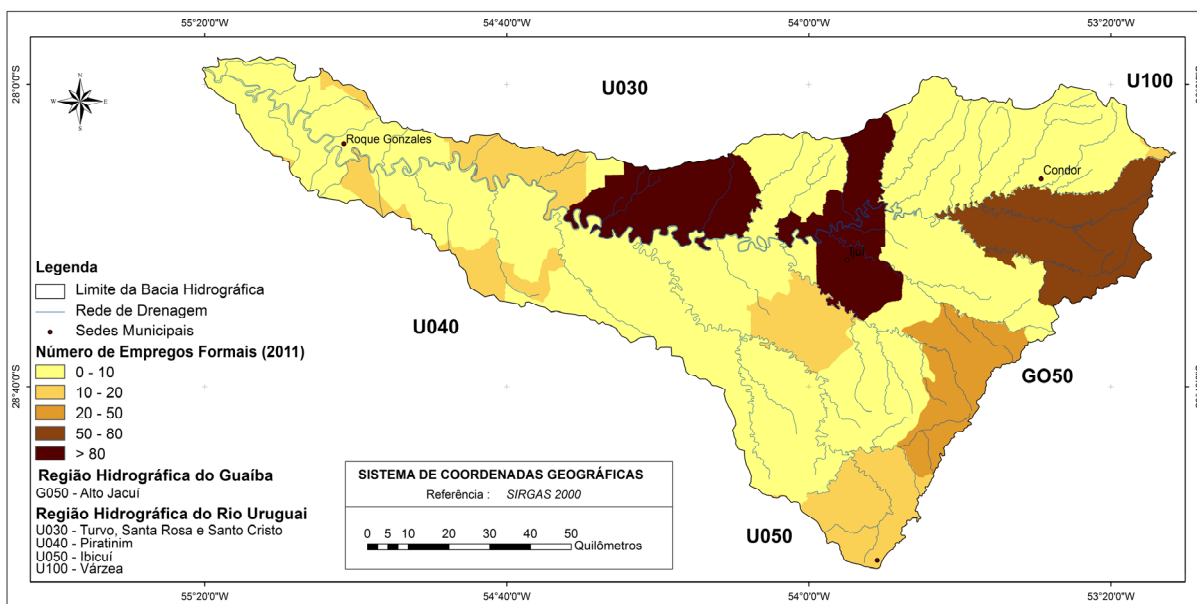 55°20'0"W 54°40'0"W 54°0'0"W 53°20'0"W
28°0'0"S
N
W E
S
U030
U100
Roque Gonzales
Condor
Legenda
Limite da Bacia Hidrográfica
Rede de Drenagem
Sedes Municipais
U040
Número de Empregos Formais (2011)
0 - 10
10 - 20
20 - 50
50 - 80
> 80
28°40'0"S
GO50
Região Hidrográfica do Guaíba
G050 - Alto Jacuí
Região Hidrográfica do Rio Uruguai
U030 - Turvo, Santa Rosa e Santo Cristo
U040 - Piratinim
U050 - Ibicuí
U100 - Várzea
SISTEMA DE COORDENADAS GEOGRÁFICAS
Referência : SIRGAS 2000
0 5 10 20 30 40 50
Quilômetros
U050
55°20'0"W 54°40'0"W 54°0'0"W 53°20'0"W